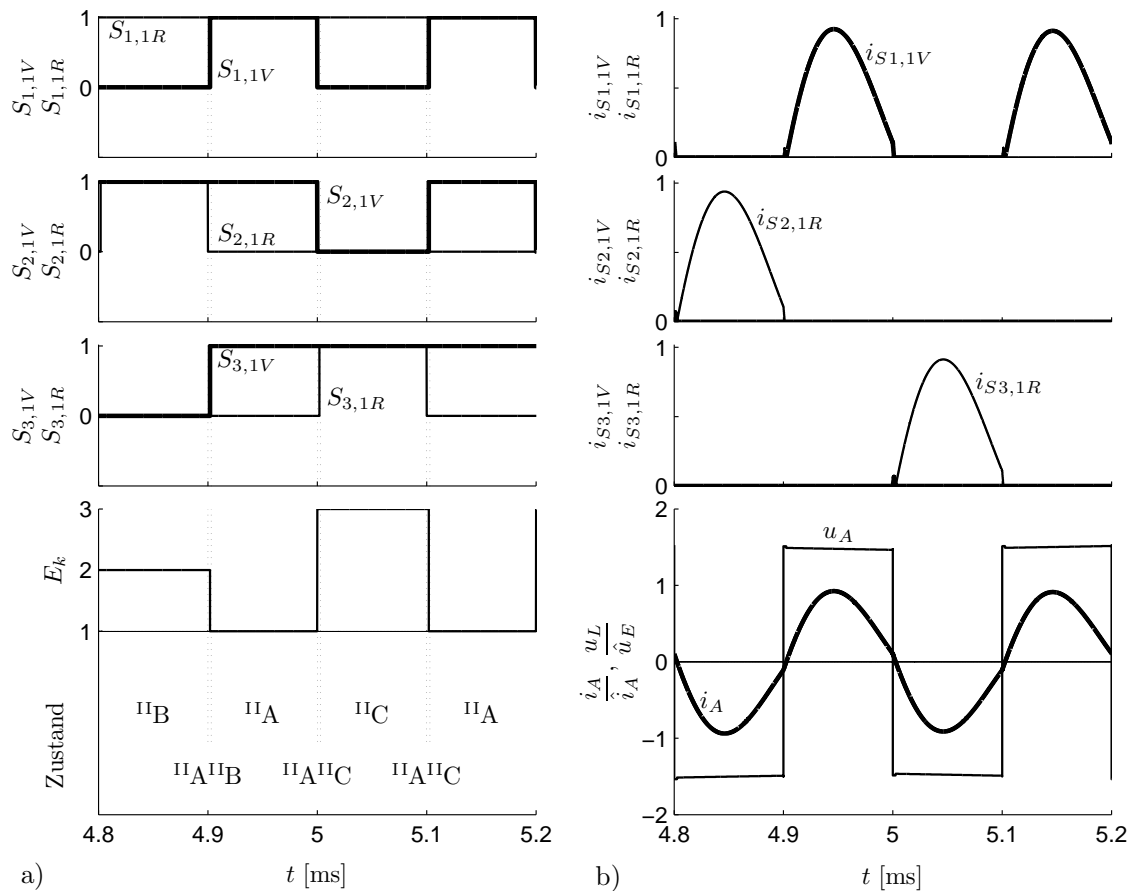 S1,1V S1,1R
1
0
S1,1R
S1,1V
S2,1V S2,1R
1
0
S2,1V
S2,1R
S3,1V S3,1R
1
0
S3,1V
S3,1R
Ek
3
2
1
Zustand
IIB IIA IIC IIA
IIAIIB IIAIIC IIAIIC
4.8 4.9 5 5.1 5.2
a) t [ms]
iS1,1V iS1,1R
1
0
iS1,1V
iS2,1V iS2,1R
1
0
iS2,1R
iS3,1V iS3,1R
1
0
iS3,1R
iA/îA, uL/ûE
2
1
0
−1
−2
uA
iA
4.8 4.9 5 5.1 5.2
b) t [ms]